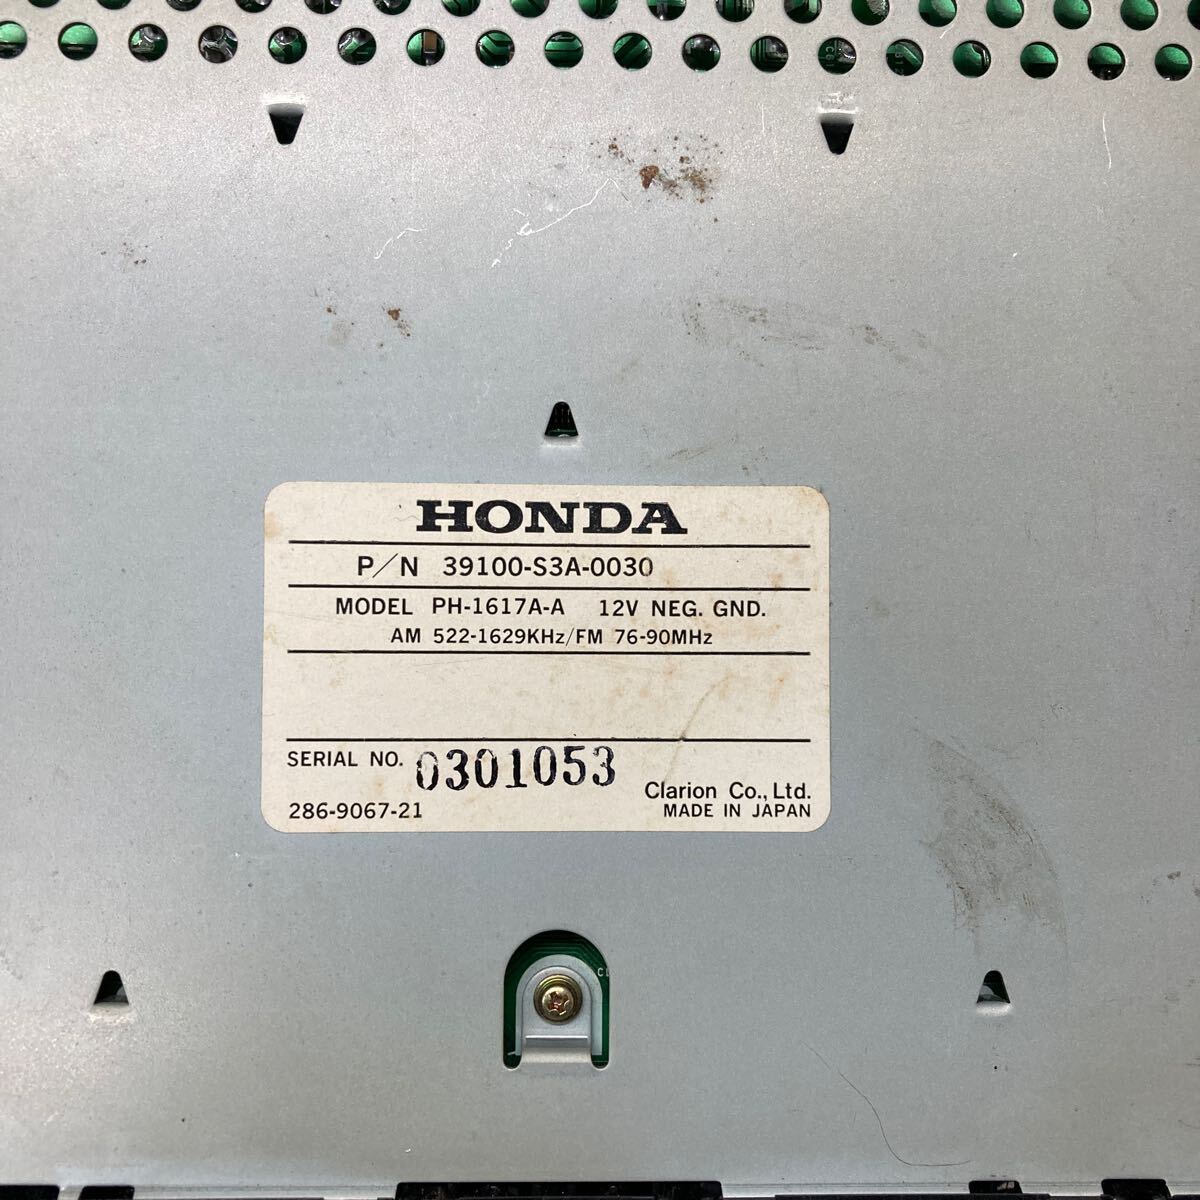 HONDA
P/N 39100-S3A-0030
MODEL PH-1617A-A 12V NEG. GND.
AM 522-1629KHz/FM 76-90MHz
SERIAL NO. 0301053
286-9067-21
Clarion Co., Ltd.
MADE IN JAPAN